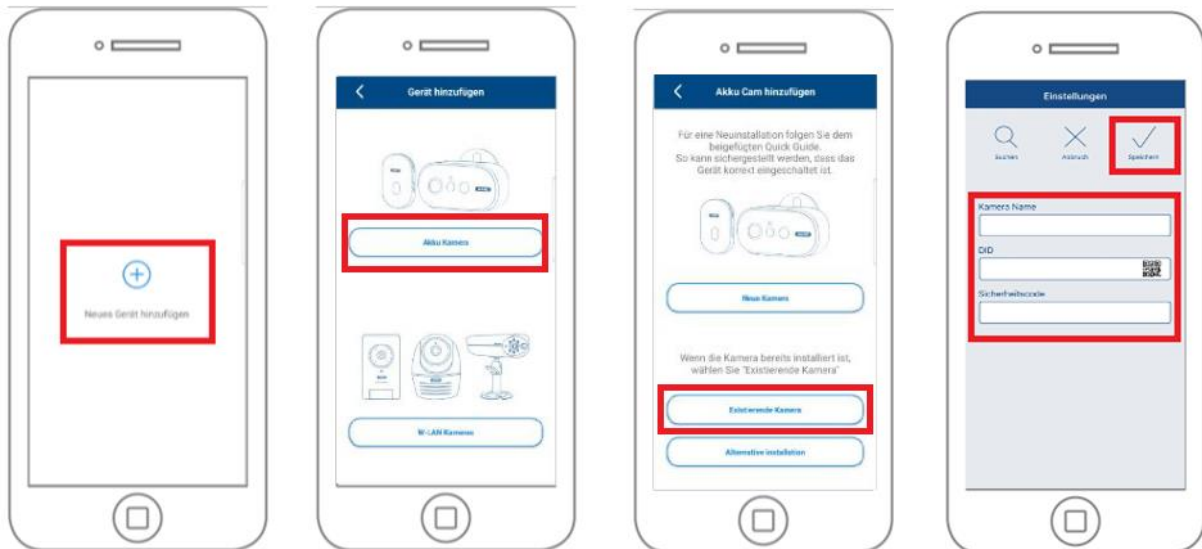 Neues Gerät hinzufügen
Gerät hinzufügen
Akku Kamera
W-LAN Kameras
Akku Cam hinzufügen
Für eine Neuinstallation folgen Sie dem
beigefügten Quick Guide.
So kann sichergestellt werden, dass das
Gerät korrekt eingeschaltet ist.
Neue Kamera
Wenn die Kamera bereits installiert ist,
wählen Sie "Existierende Kamera"
Existierende Kamera
Alternative installation
Einstellungen
Suchen
Abbruch
Speichern
Kamera Name
DID
Sicherheitscode